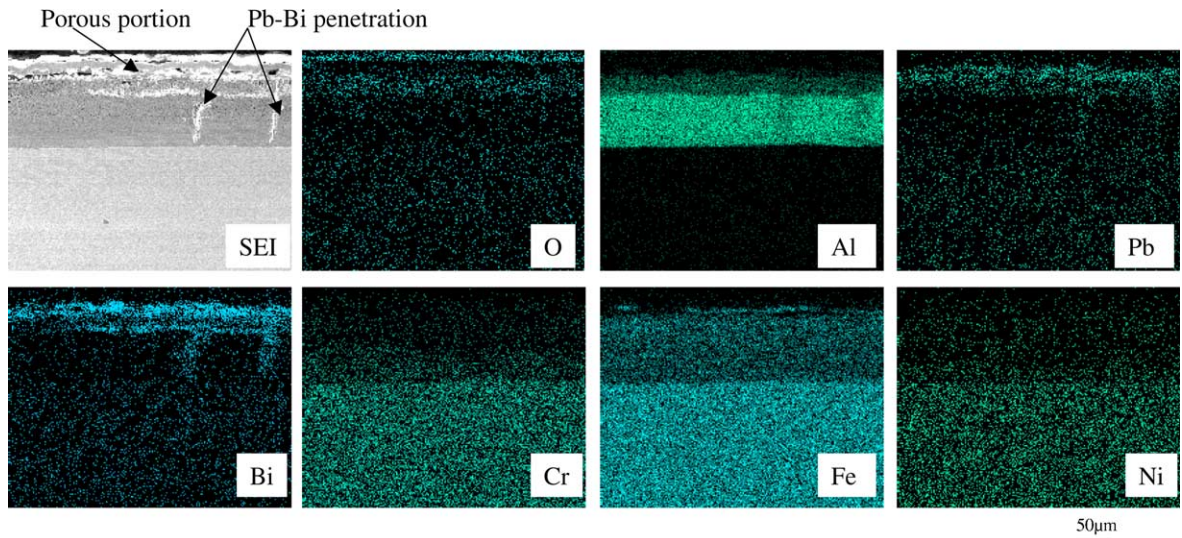 Porous portion Pb-Bi penetration
SEI
O
Al
Pb
Bi
Cr
Fe
Ni
50μm